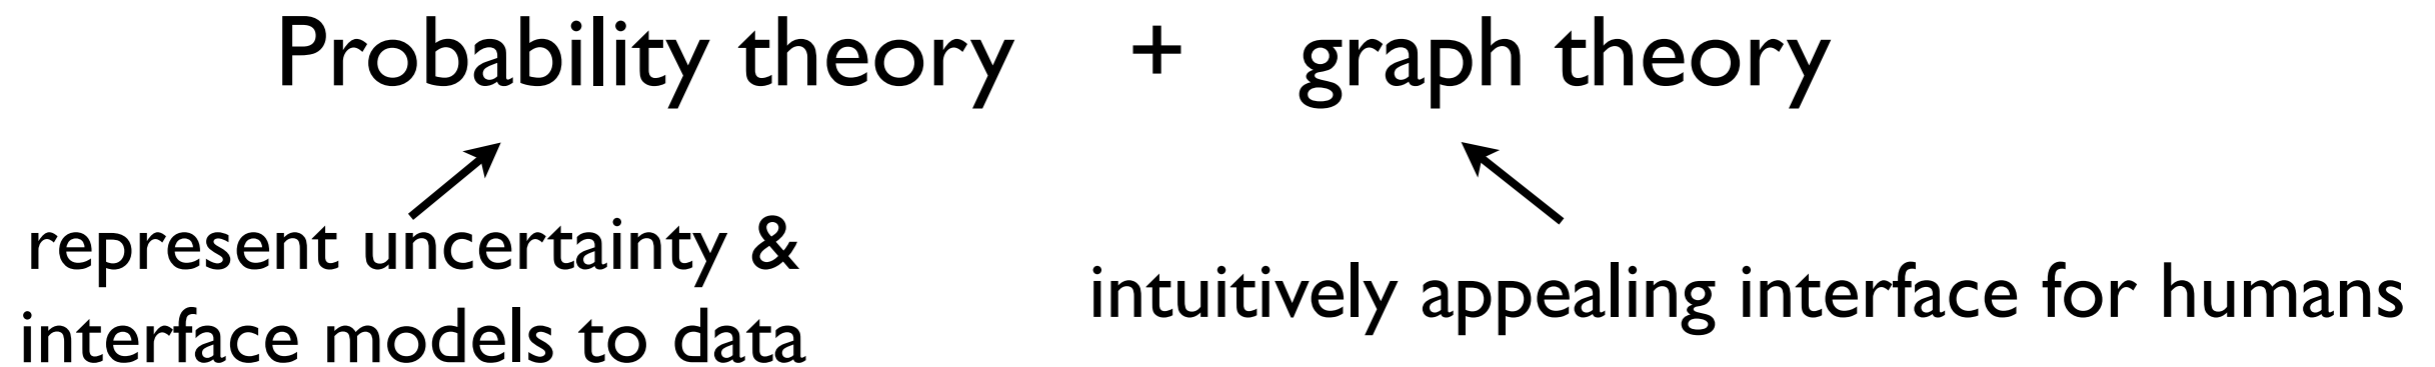 Probability theory + graph theory
represent uncertainty &
interface models to data
intuitively appealing interface for humans